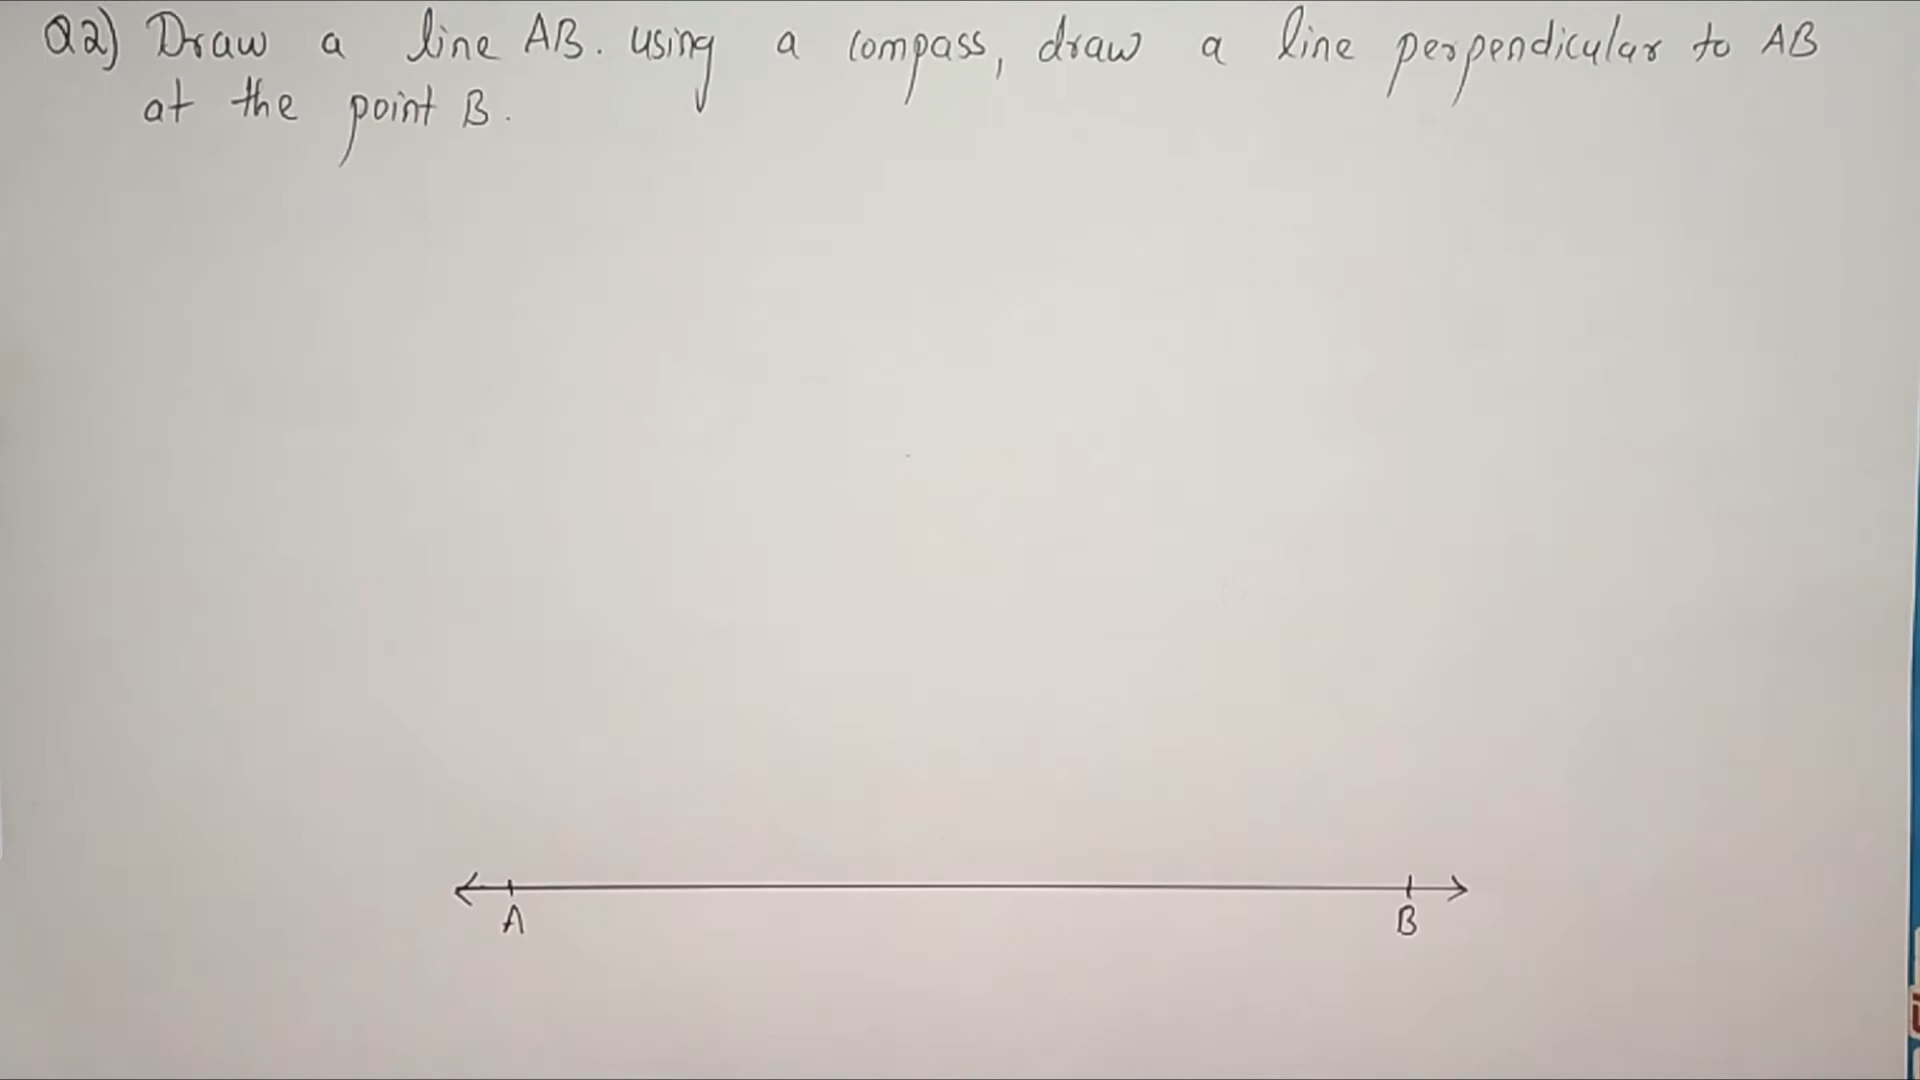 Q2) Draw a line AB. using a compass, draw a line perpendicular to AB
at the point B.
A B